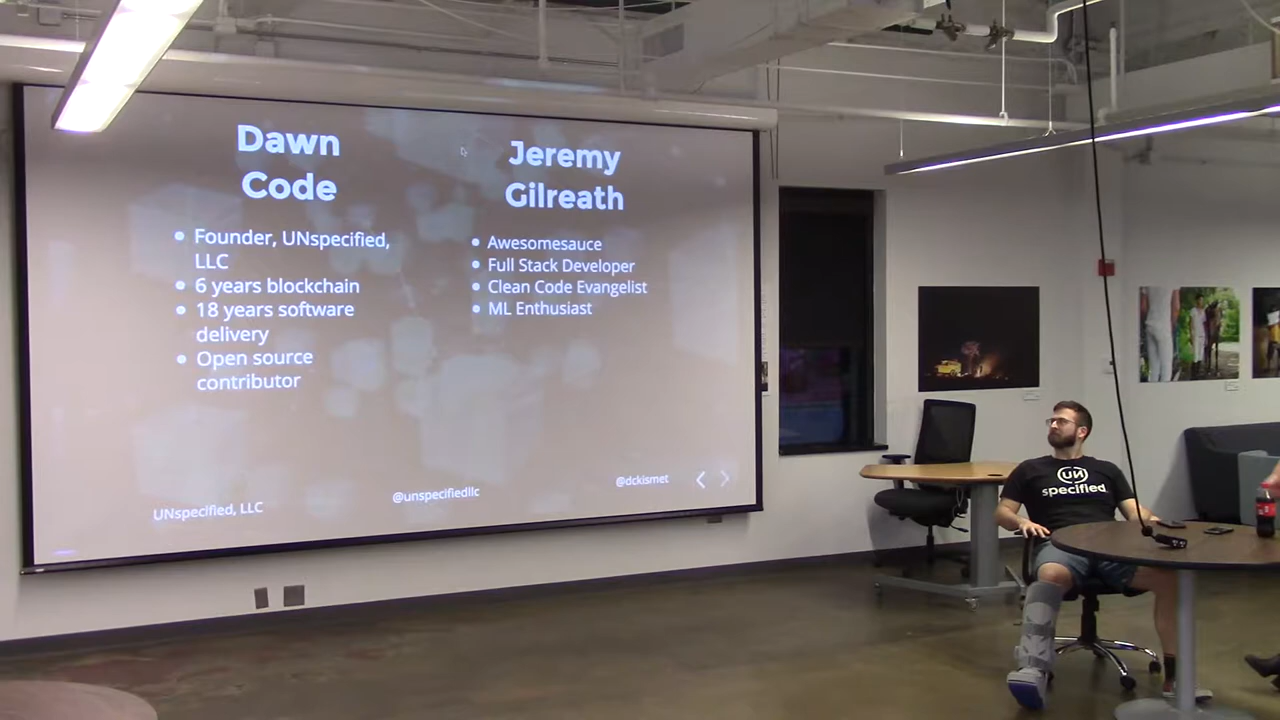 Dawn
Code
Founder, UNspecified,
LLC
6 years blockchain
18 years software
delivery
Open source
contributor
Jeremy
Gilreath
Awesomesauce
Full Stack Developer
Clean Code Evangelist
ML Enthusiast
UNspecified, LLC
@unspecifiedllc
@dckismet
UN
specified